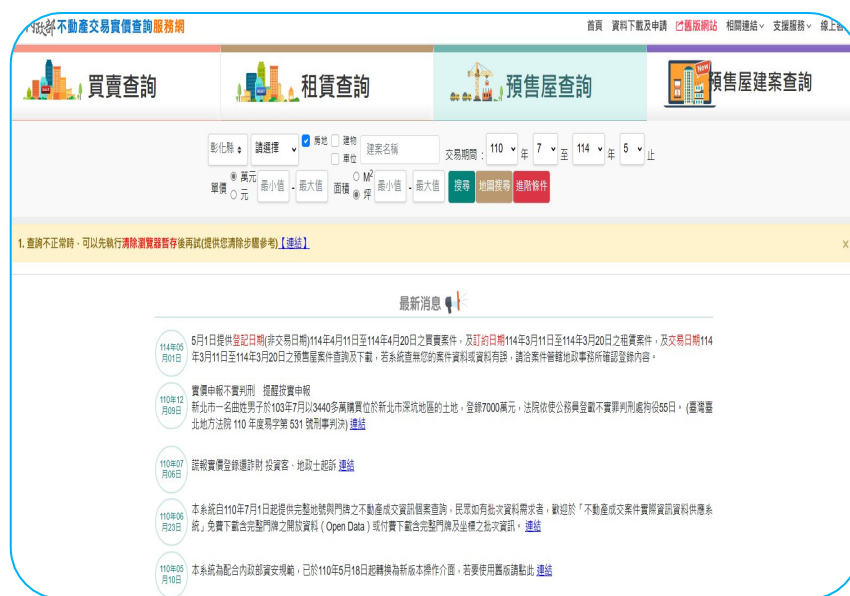 內政部不動產交易實價查詢服務網
首頁 資料下載及申請 舊版網站 相關連結 支援服務 線上
買賣查詢 租賃查詢 預售屋查詢 預售屋建案查詢
New
彰化縣 請選擇 房地 建物 車位 建案名稱 交易期間：110 年 7 至 114 年 5 止
單價 萬元 元 最小值 - 最大值 面積 M² 坪 最小值 - 最大值 搜尋 地圖搜尋 進階條件
1. 查詢不正常時，可以先執行清除瀏覽器暫存後再試(提供您清除步驟參考)【連結】 x
最新消息
114年05月01日
5月1日提供登記日期(非交易日期)114年4月11日至114年4月20日之買賣案件，及訂約日期114年3月11日至114年3月20日之租賃案件，及交易日期114
年3月11日至114年3月20日之預售屋案件查詢及下載，若系統查無您的案件資料或資料有誤，請洽案件管轄地政事務所確認登錄內容。
110年12月09日
實價申報不實判刑 提醒按實申報
新北市一名曲姓男子於103年7月以3440多萬購買位於新北市深坑地區的土地，登錄7000萬元，法院依使公務員登載不實罪判刑處拘役55日。 (臺灣臺
北地方法院 110 年度易字第 531 號刑事判決) 連結
110年07月06日
謊報實價登錄還詐財 投資客、地政士起訴 連結
110年06月23日
本系統自110年7月1日起提供完整地號與門牌之不動產成交資訊個案查詢，民眾如有批次資料需求者，歡迎於「不動產成交案件實際資訊資料供應系
統」免費下載含完整門牌之開放資料 ( Open Data ) 或付費下載含完整門牌及坐標之批次資訊。 連結
110年05月10日
本系統為配合內政部資安規範，已於110年5月18日起轉換為新版本操作介面，若要使用舊版請點此 連結